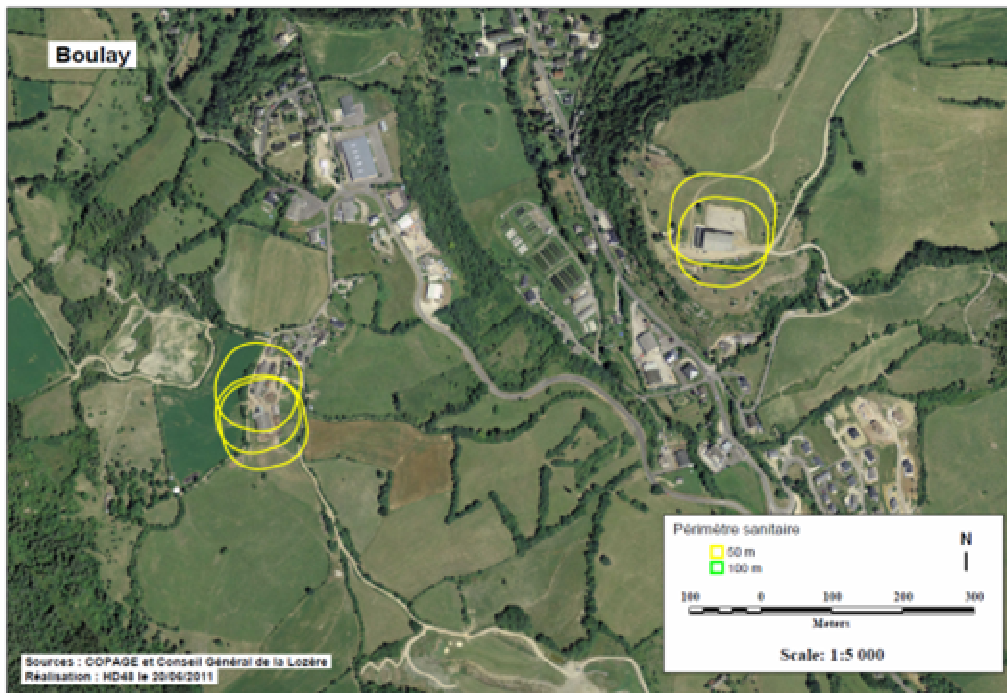 Boulay
Périmètre sanitaire
50 m
100 m
N
100 0 100 200 300
Meters
Scale: 1:5 000
Sources : COPAGE et Conseil Général de la Lozère
Réalisation : HD48 le 20/06/2011